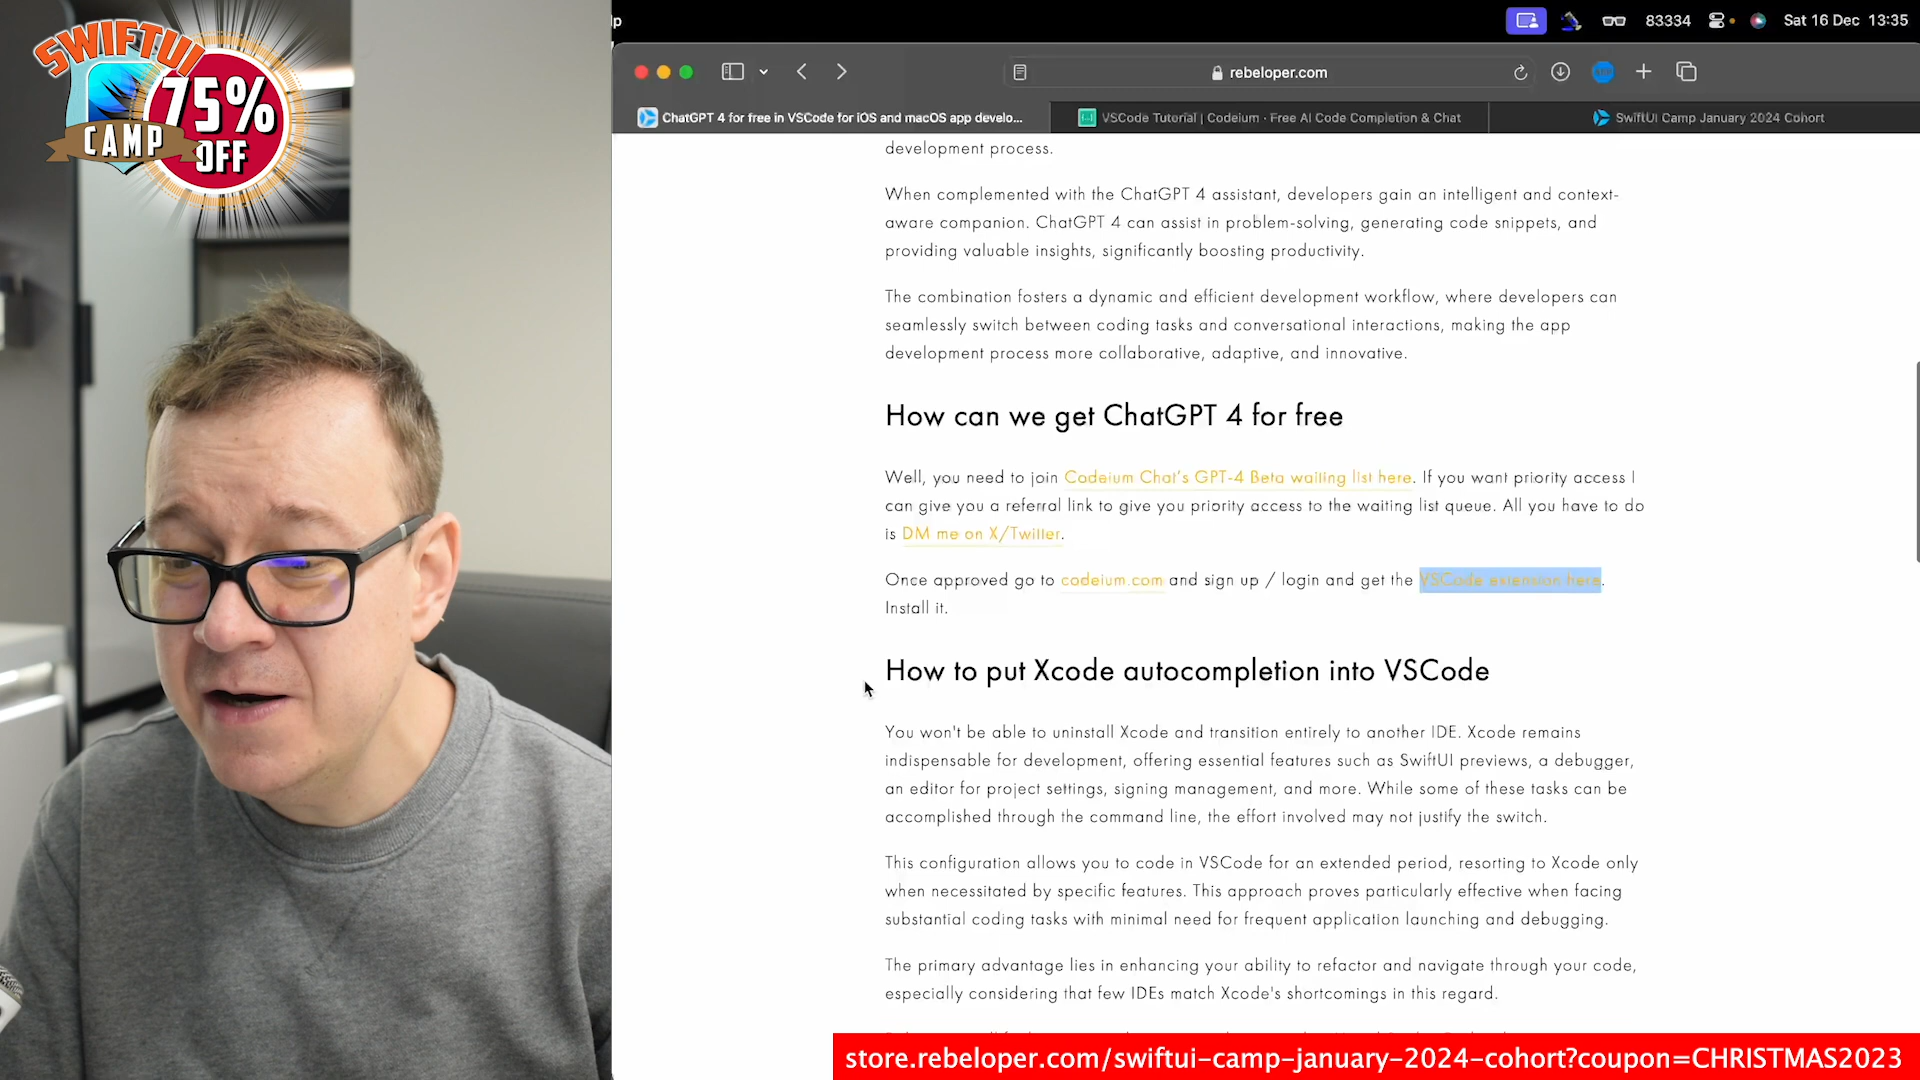 SWIFTUI
CAMP
75%
OFF
lp
83334
Sat 16 Dec 13:35
rebeloper.com
ChatGPT 4 for free in VSCode for iOS and macOS app develo...
VSCode Tutorial | Codeium · Free AI Code Completion & Chat
SwiftUI Camp January 2024 Cohort
development process.
When complemented with the ChatGPT 4 assistant, developers gain an intelligent and context-
aware companion. ChatGPT 4 can assist in problem-solving, generating code snippets, and
providing valuable insights, significantly boosting productivity.
The combination fosters a dynamic and efficient development workflow, where developers can
seamlessly switch between coding tasks and conversational interactions, making the app
development process more collaborative, adaptive, and innovative.
How can we get ChatGPT 4 for free
Well, you need to join Codeium Chat's GPT-4 Beta waiting list here. If you want priority access I
can give you a referral link to give you priority access to the waiting list queue. All you have to do
is DM me on X/Twitter.
Once approved go to codeium.com and sign up / login and get the VSCode extension here.
Install it.
How to put Xcode autocompletion into VSCode
You won't be able to uninstall Xcode and transition entirely to another IDE. Xcode remains
indispensable for development, offering essential features such as SwiftUI previews, a debugger,
an editor for project settings, signing management, and more. While some of these tasks can be
accomplished through the command line, the effort involved may not justify the switch.
This configuration allows you to code in VSCode for an extended period, resorting to Xcode only
when necessitated by specific features. This approach proves particularly effective when facing
substantial coding tasks with minimal need for frequent application launching and debugging.
The primary advantage lies in enhancing your ability to refactor and navigate through your code,
especially considering that few IDEs match Xcode's shortcomings in this regard.
store.rebeloper.com/swiftui-camp-january-2024-cohort?coupon=CHRISTMAS2023